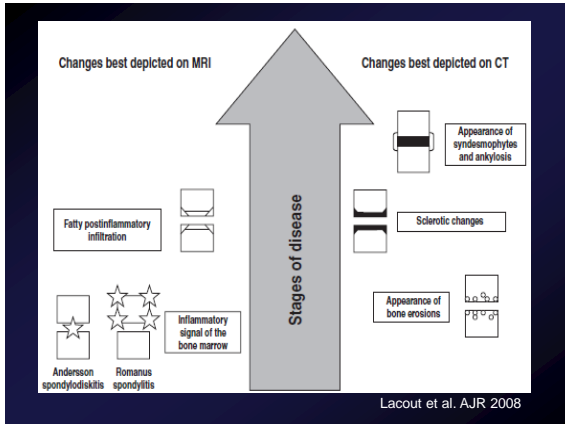 Changes best depicted on MRI
Changes best depicted on CT
Appearance of
syndesmophytes
and ankylosis
Fatty postinflammatory
infiltration
Stages of disease
Sclerotic changes
Appearance of
bone erosions
Inflammatory
signal of the
bone marrow
Andersson
spondylodiskitis
Romanus
spondylitis
Lacout et al. AJR 2008